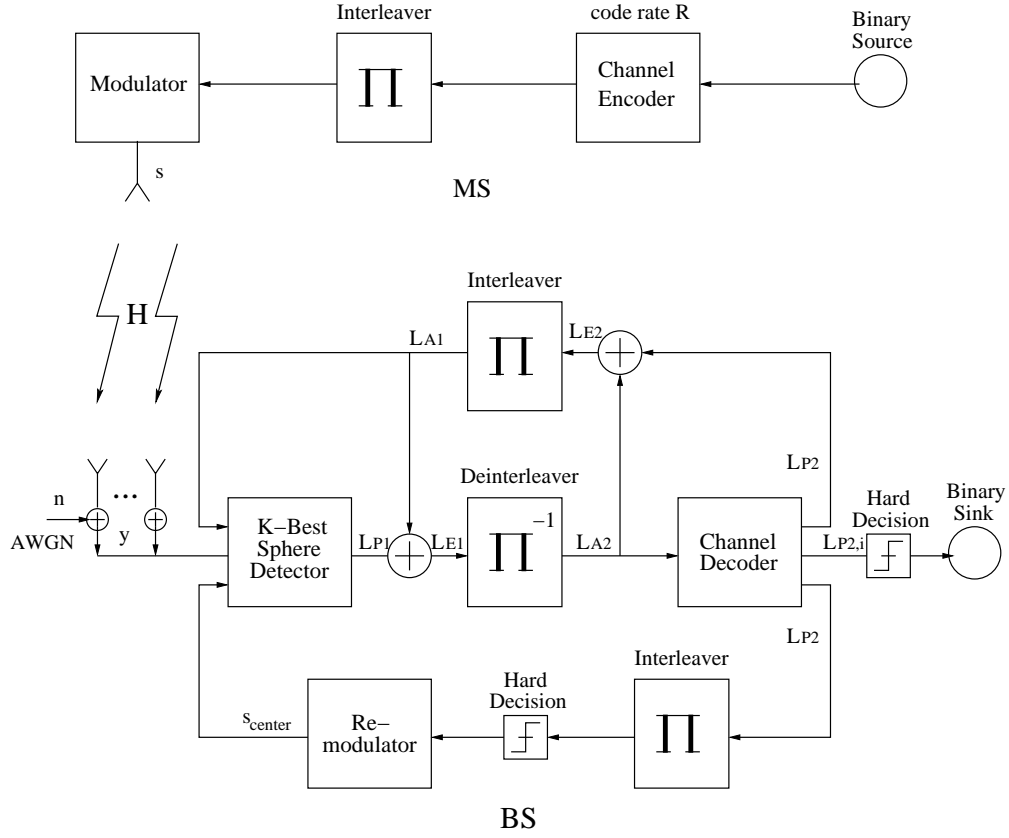 Interleaver
code rate R
Binary
Source
Modulator
∏
Channel
Encoder
s
MS
H
Interleaver
∏
LA1
LE2
LP2
n
...
AWGN
y
K-Best
Sphere
Detector
LP1
LE1
Deinterleaver
∏ -1
LA2
Channel
Decoder
LP2,i
Hard
Decision
Binary
Sink
LP2
Interleaver
∏
Hard
Decision
Re-
modulator
scenter
BS